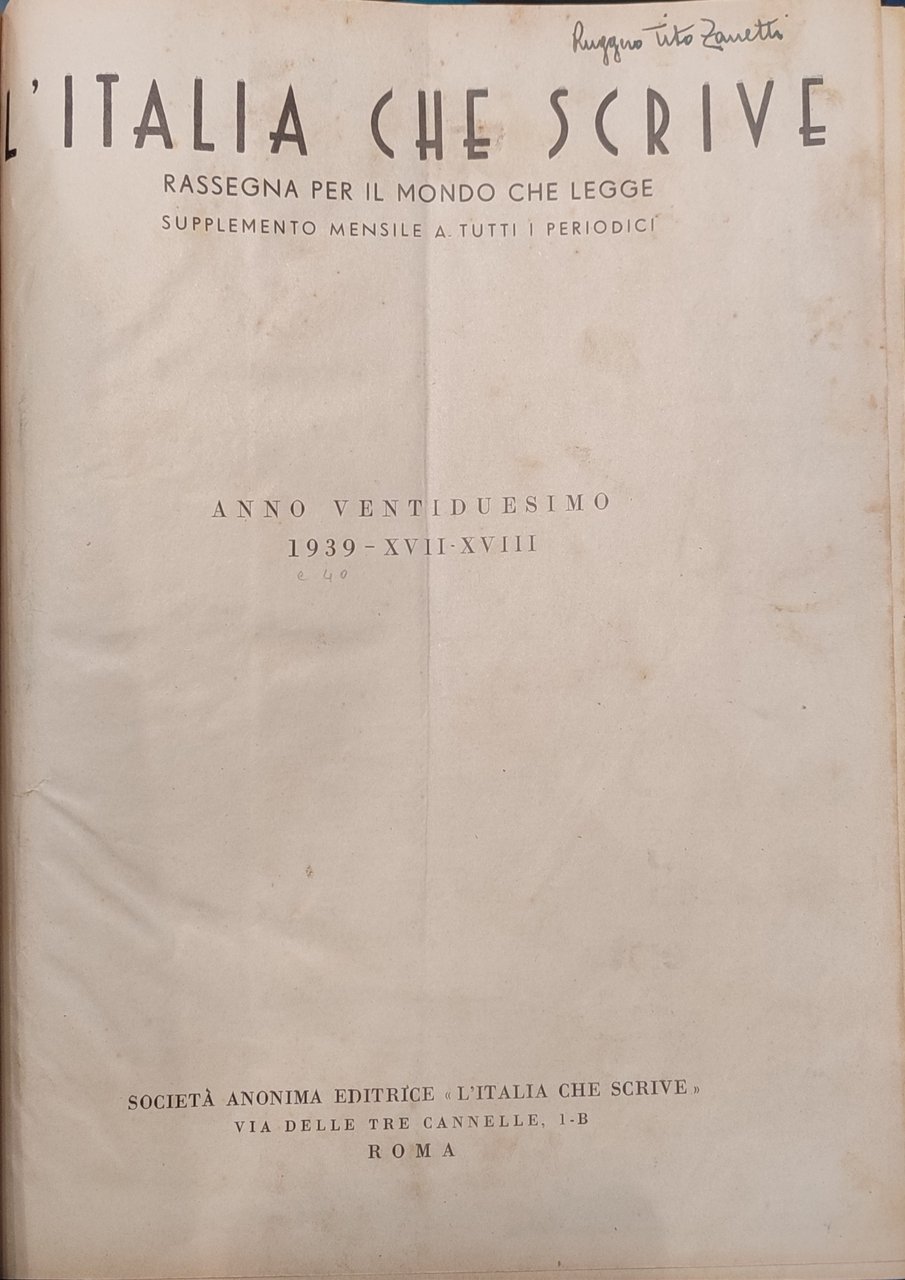 Ruggero Tito Zanetti
L'ITALIA CHE SCRIVE
RASSEGNA PER IL MONDO CHE LEGGE
SUPPLEMENTO MENSILE A TUTTI I PERIODICI
ANNO VENTIDUESIMO
1939 - XVII-XVIII
e 40
SOCIETÀ ANONIMA EDITRICE « L'ITALIA CHE SCRIVE »
VIA DELLE TRE CANNELLE, 1-B
ROMA